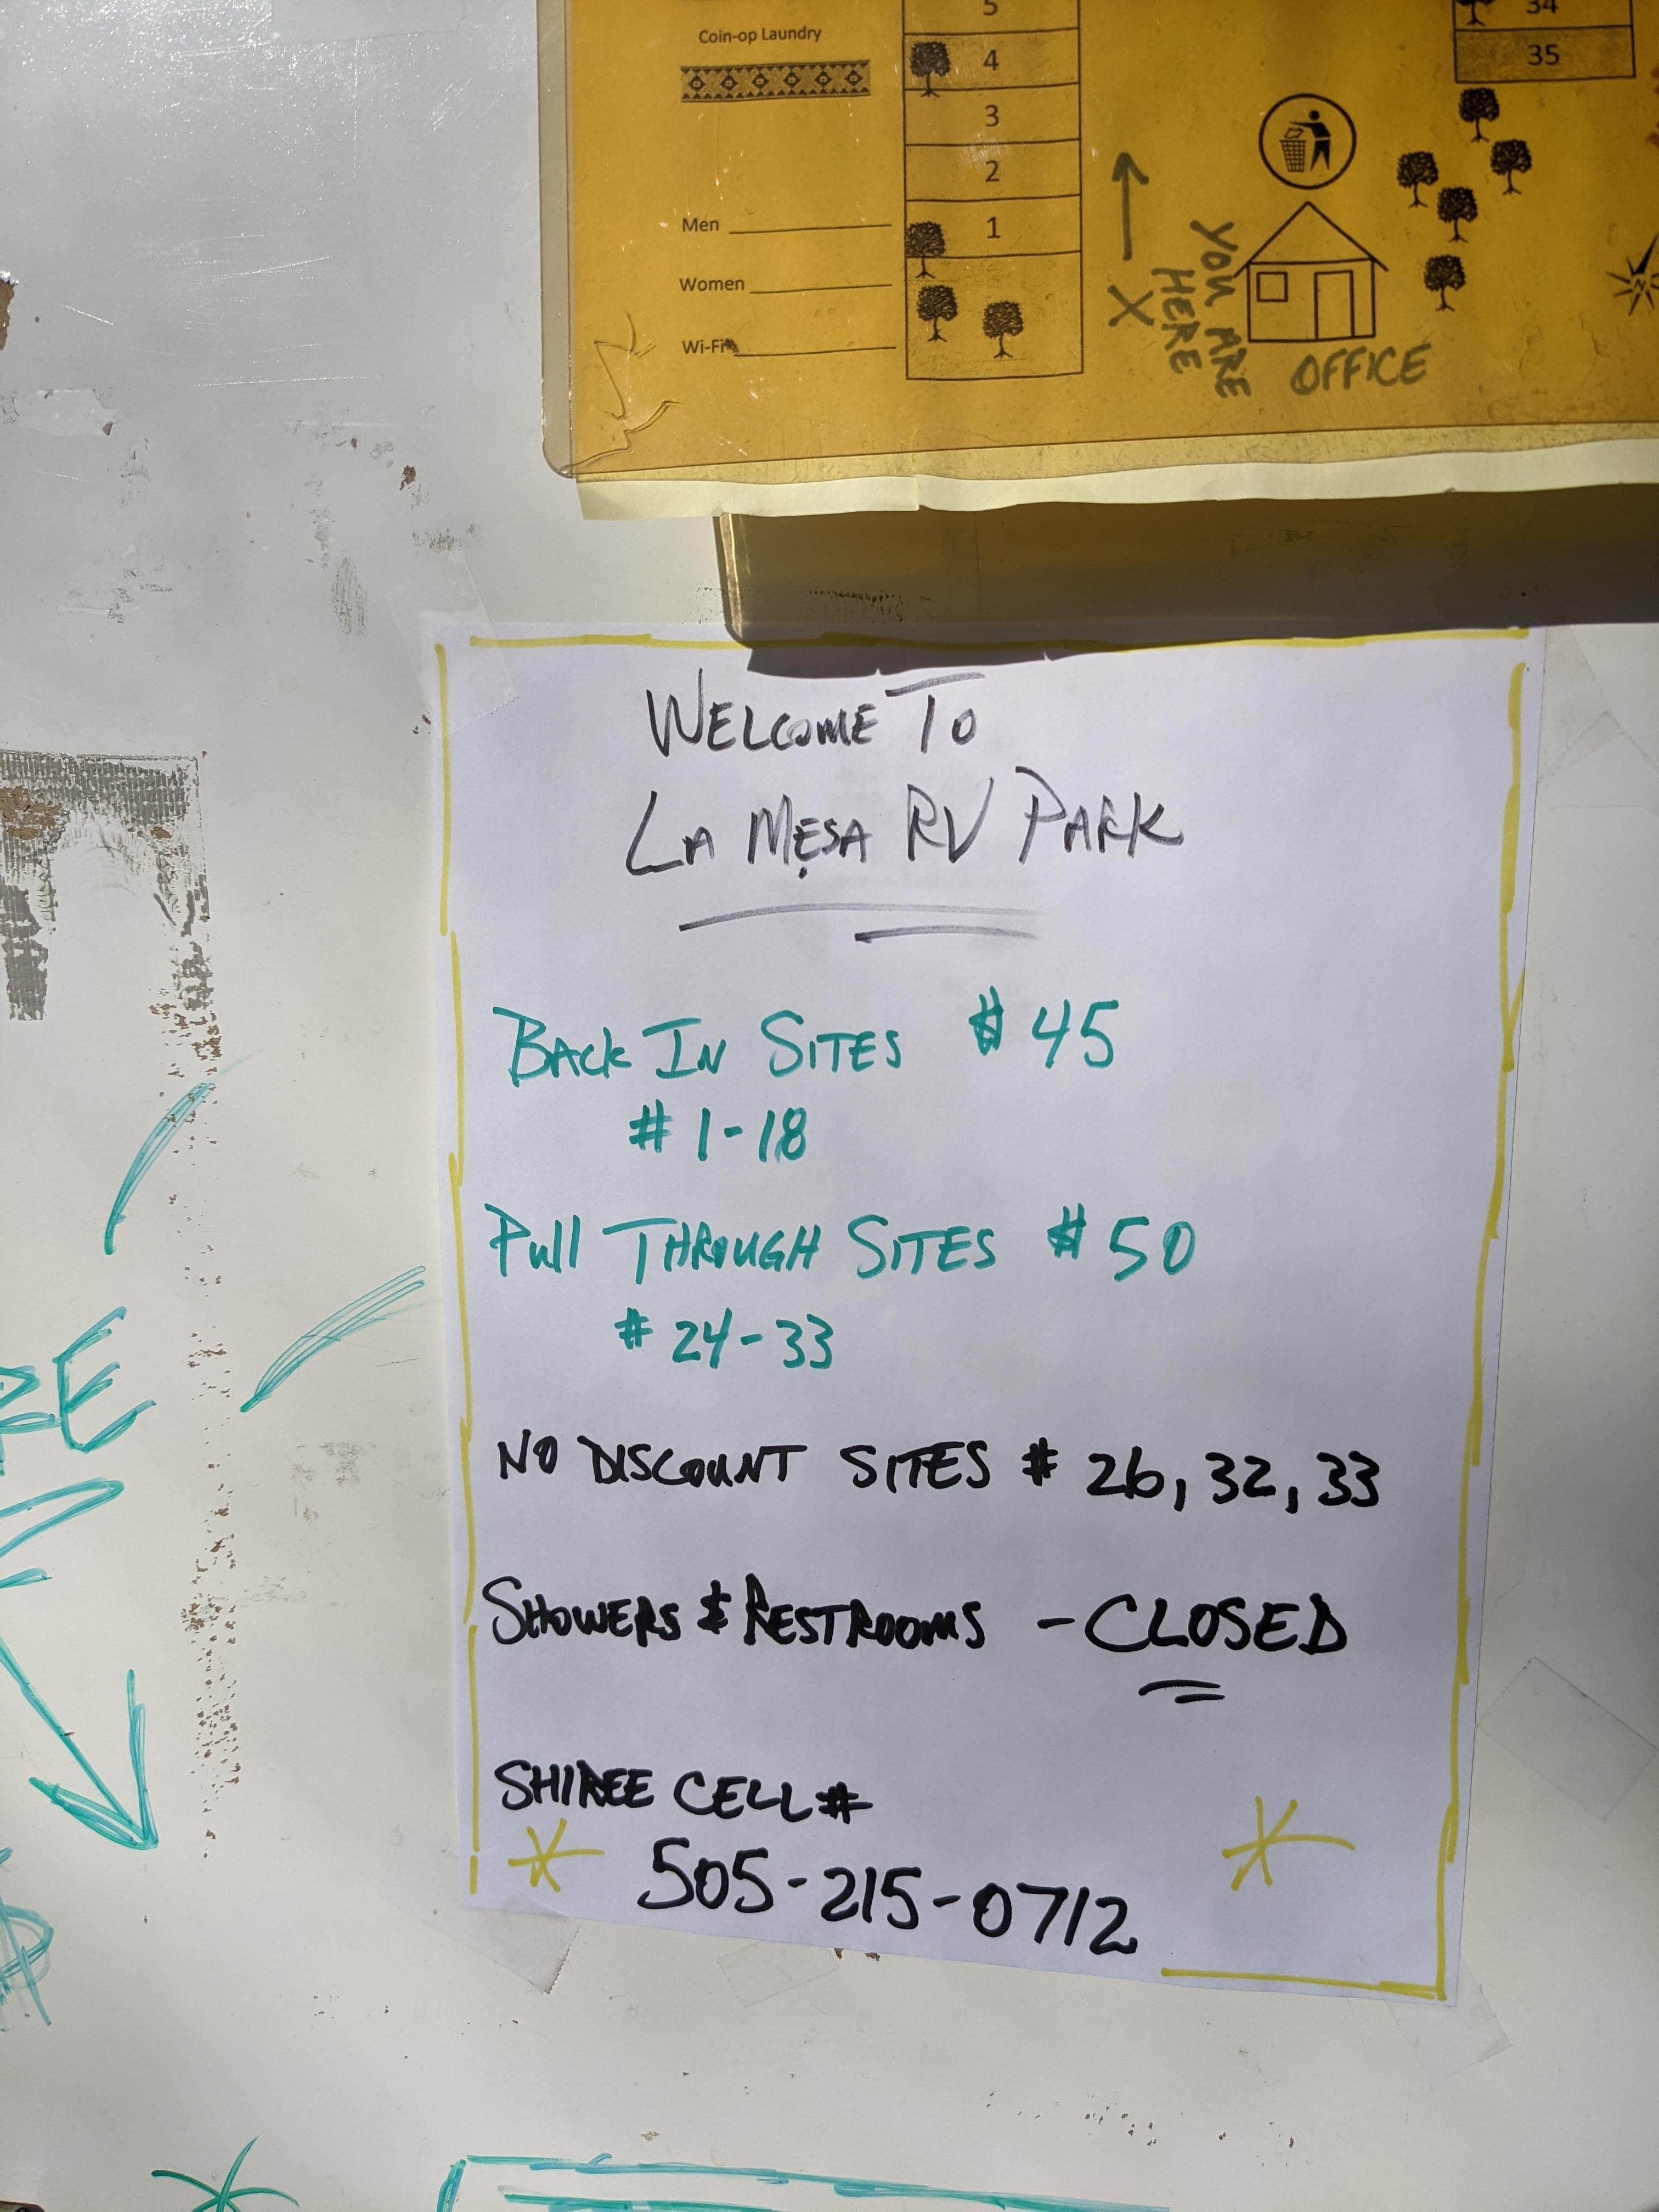 Coin-op Laundry
5
4
3
2
1
34
35
Men
Women
Wi-Fi
X
YOU ARE
HERE
OFFICE
N
WELCOME TO
LA MESA RV PARK
BACK IN SITES $45
# 1-18
Pull THROUGH SITES $50
# 24-33
NO DISCOUNT SITES # 26, 32, 33
SHOWERS & RESTROOMS - CLOSED
SHIREE CELL#
505-215-0712